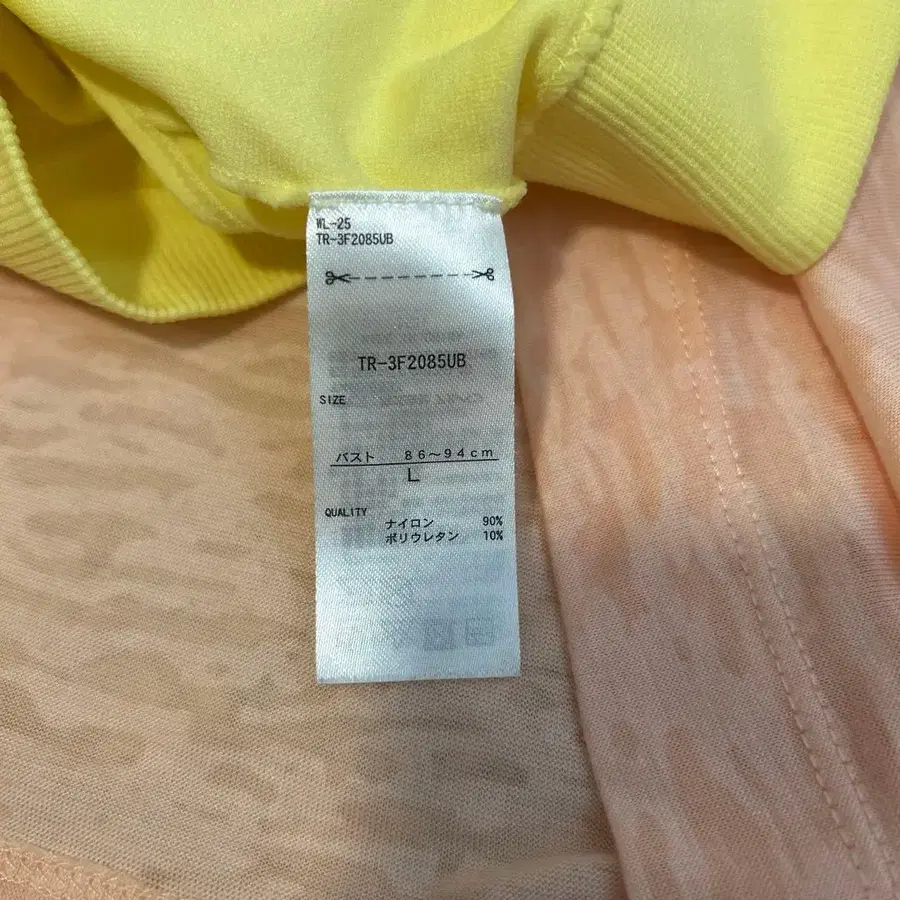 WL-25
TR-3F2085UB
TR-3F2085UB
SIZE
バスト 86～94cm
L
QUALITY
ナイロン 90%
ポリウレタン 10%